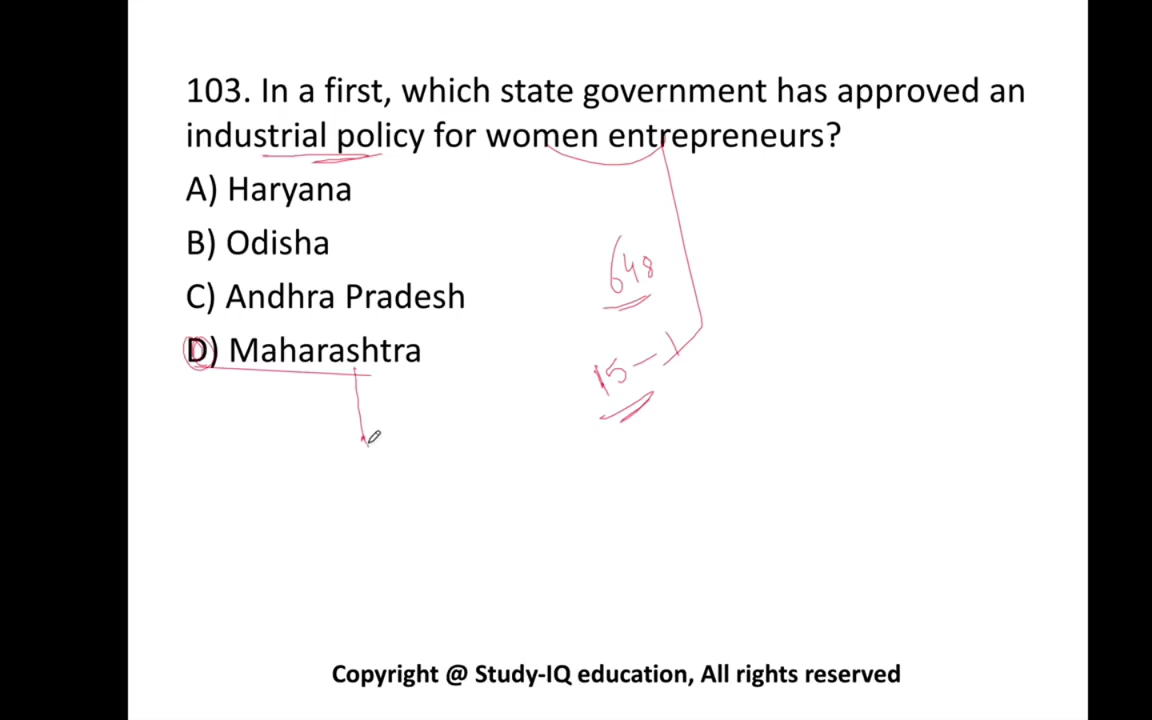 103. In a first, which state government has approved an
industrial policy for women entrepreneurs?
A) Haryana
B) Odisha
648
C) Andhra Pradesh
D) Maharashtra
15 -
Copyright @ Study-IQ education, All rights reserved